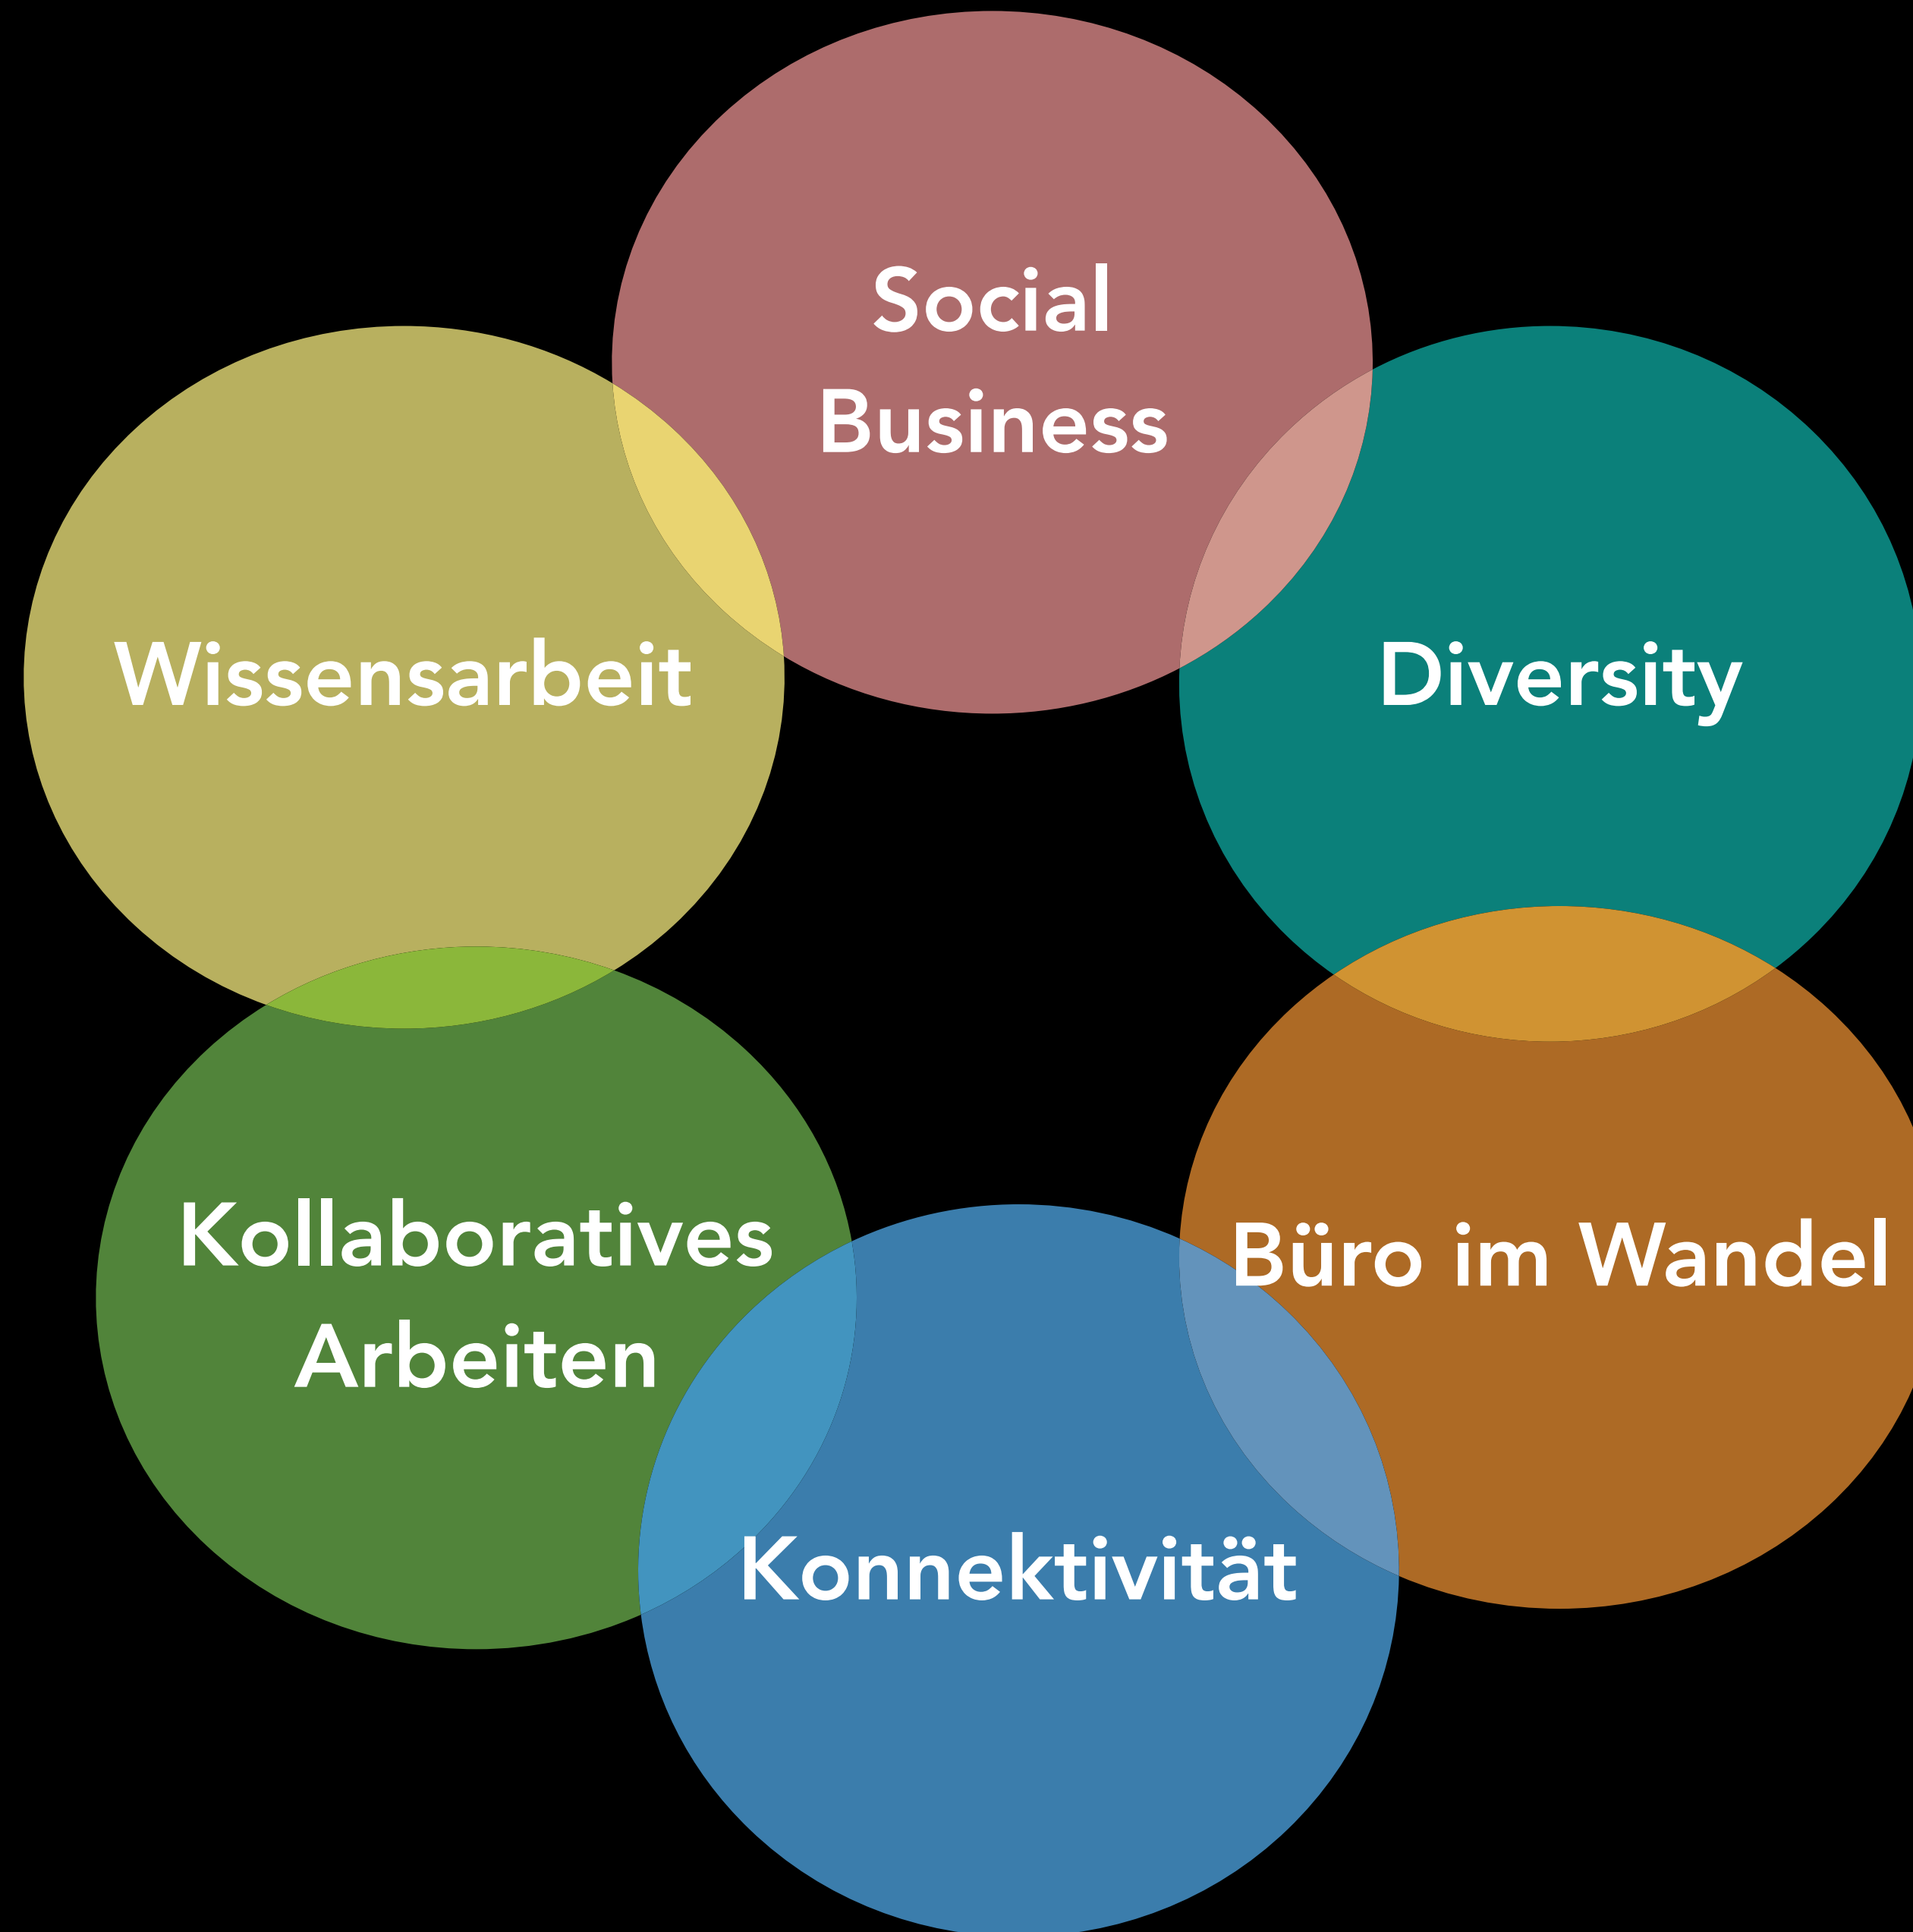 Social
Business
Wissensarbeit
Diversity
Kollaboratives
Arbeiten
Büro im Wandel
Konnektivität